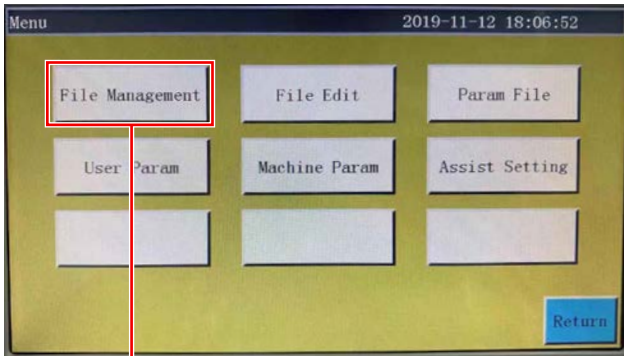 Menu 2019-11-12 18:06:52
File Management File Edit Param File
User Param Machine Param Assist Setting
Return